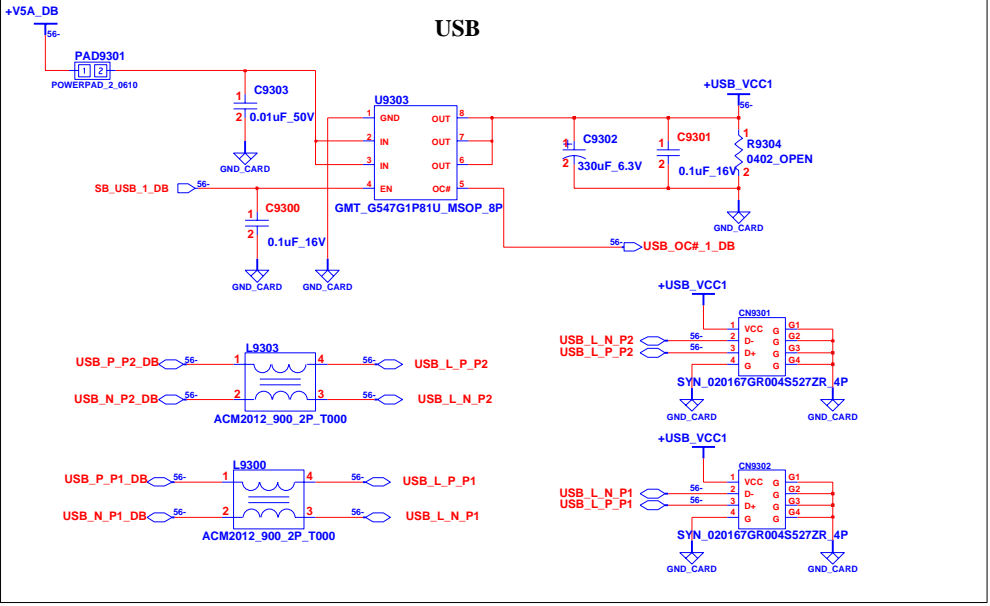 +V5A_DB
USB
56-
PAD9301
1 2
POWERPAD_2_0610
1 C9303
2 0.01uF_50V
GND_CARD
U9303
1 GND OUT 8
2 IN OUT 7
3 IN OUT 6
4 EN OC# 5
GMT_G547G1P81U_MSOP_8P
+USB_VCC1
56-
1 C9302
+
2 330uF_6.3V
1 C9301
2 0.1uF_16V
1
R9304
0402_OPEN
2
GND_CARD
SB_USB_1_DB 56-
1 C9300
2 0.1uF_16V
GND_CARD
GND_CARD
56- USB_OC#_1_DB
L9303
USB_P_P2_DB 56- 1 4 56- USB_L_P_P2
USB_N_P2_DB 56- 2 3 56- USB_L_N_P2
ACM2012_900_2P_T000
+USB_VCC1
CN9301
1 VCC G G1
USB_L_N_P2 56- 2 D- G G2
USB_L_P_P2 56- 3 D+ G G3
4 G G G4
SYN_020167GR004S527ZR_4P
GND_CARD
GND_CARD
L9300
USB_P_P1_DB 56- 1 4 56- USB_L_P_P1
USB_N_P1_DB 56- 2 3 56- USB_L_N_P1
ACM2012_900_2P_T000
+USB_VCC1
CN9302
1 VCC G G1
USB_L_N_P1 56- 2 D- G G2
USB_L_P_P1 56- 3 D+ G G3
4 G G G4
SYN_020167GR004S527ZR_4P
GND_CARD
GND_CARD